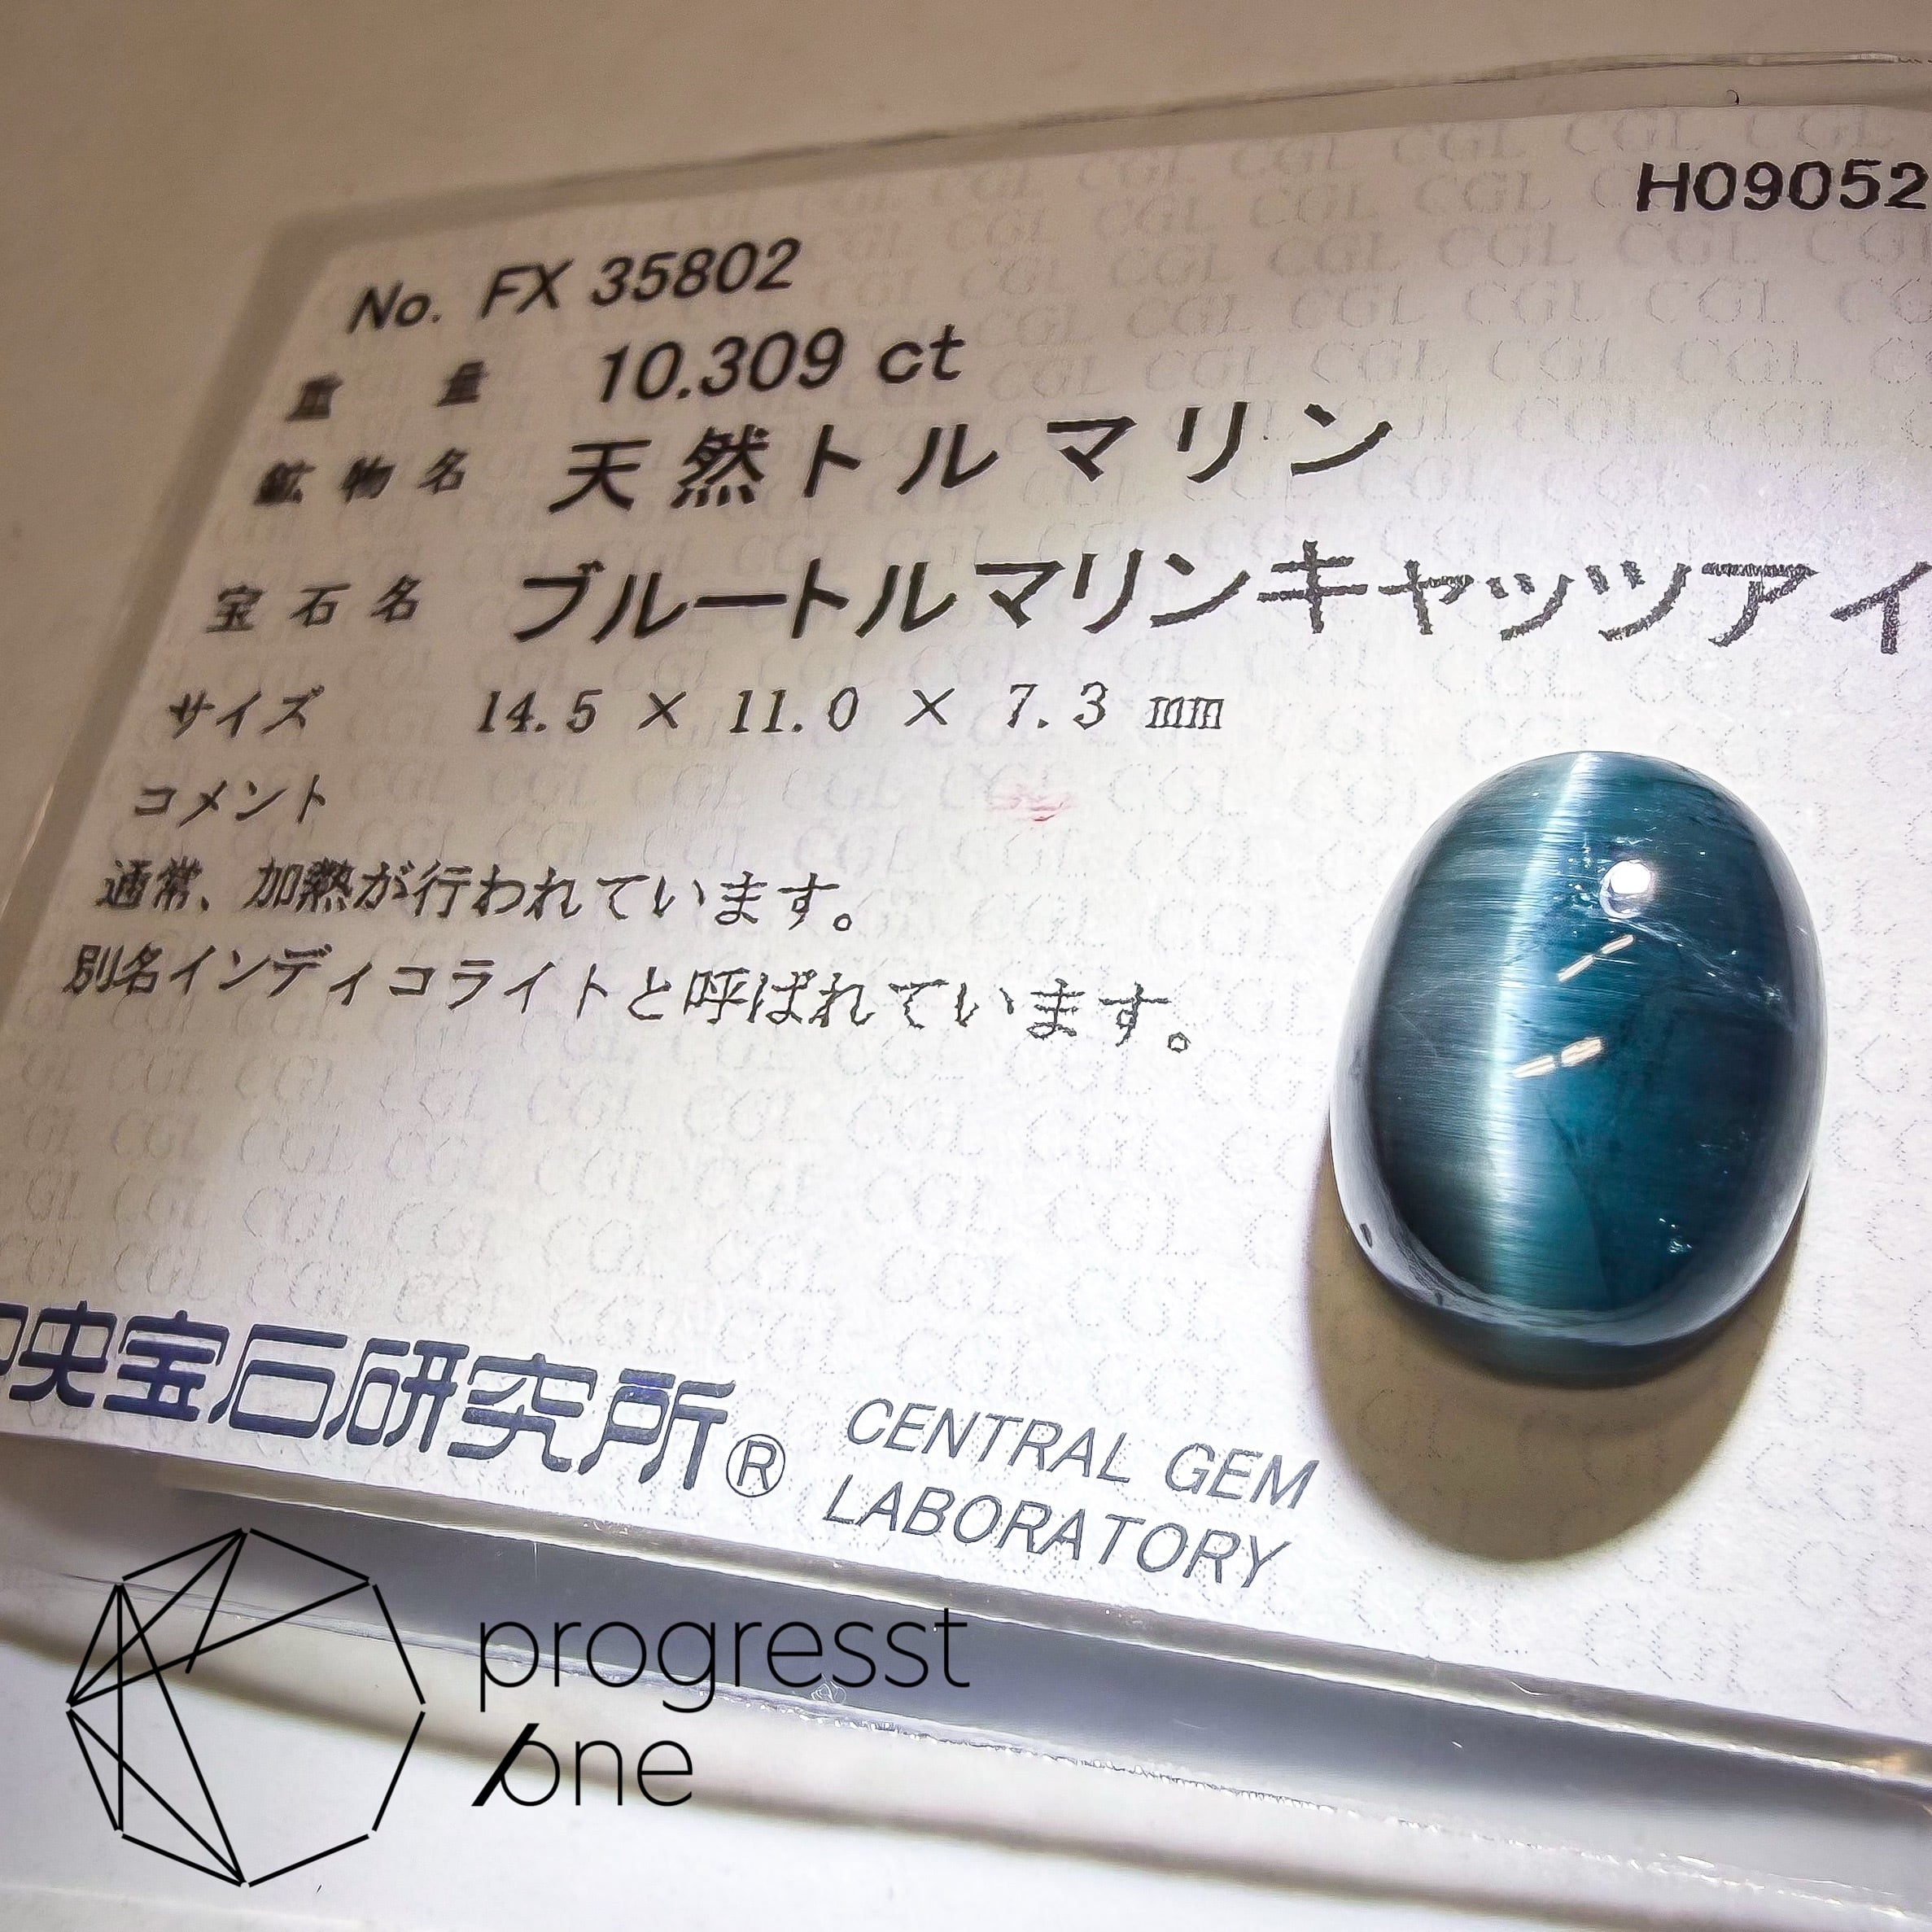 H09052
No. FX 35802
重量 10.309 ct
鉱物名 天然トルマリン
宝石名 ブルートルマリンキャッツアイ
サイズ 14.5 × 11.0 × 7.3 mm
コメント
通常、加熱が行われています。
別名インディコライトと呼ばれています。
中央宝石研究所®
CENTRAL GEM
LABORATORY
progresst
one